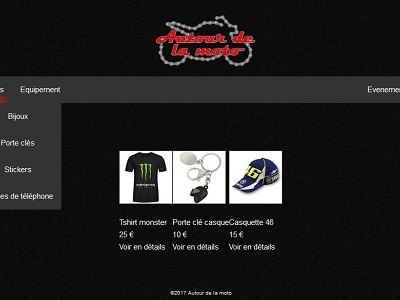 Autour de
la moto
s
Equipement
Evenemen
Bijoux
Porte clés
Stickers
es de téléphone
46
Tshirt monster
Porte clé casque
Casquette 46
25 €
10 €
15 €
Voir en détails
Voir en détails
Voir en détails
©2017 Autour de la moto